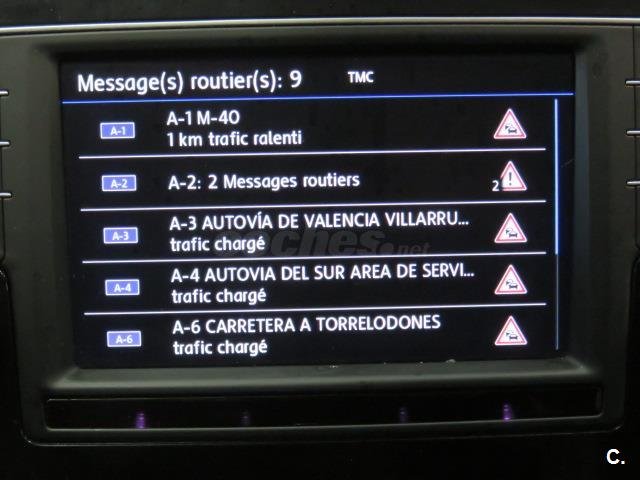 Message(s) routier(s): 9 TMC
A-1 A-1 M-40
1 km trafic ralenti
A-2 A-2: 2 Messages routiers 2
A-3 A-3 AUTOVÍA DE VALENCIA VILLARRU...
trafic chargé
coches.net
A-4 A-4 AUTOVIA DEL SUR AREA DE SERVI...
trafic chargé
A-6 A-6 CARRETERA A TORRELODONES
trafic chargé
C.